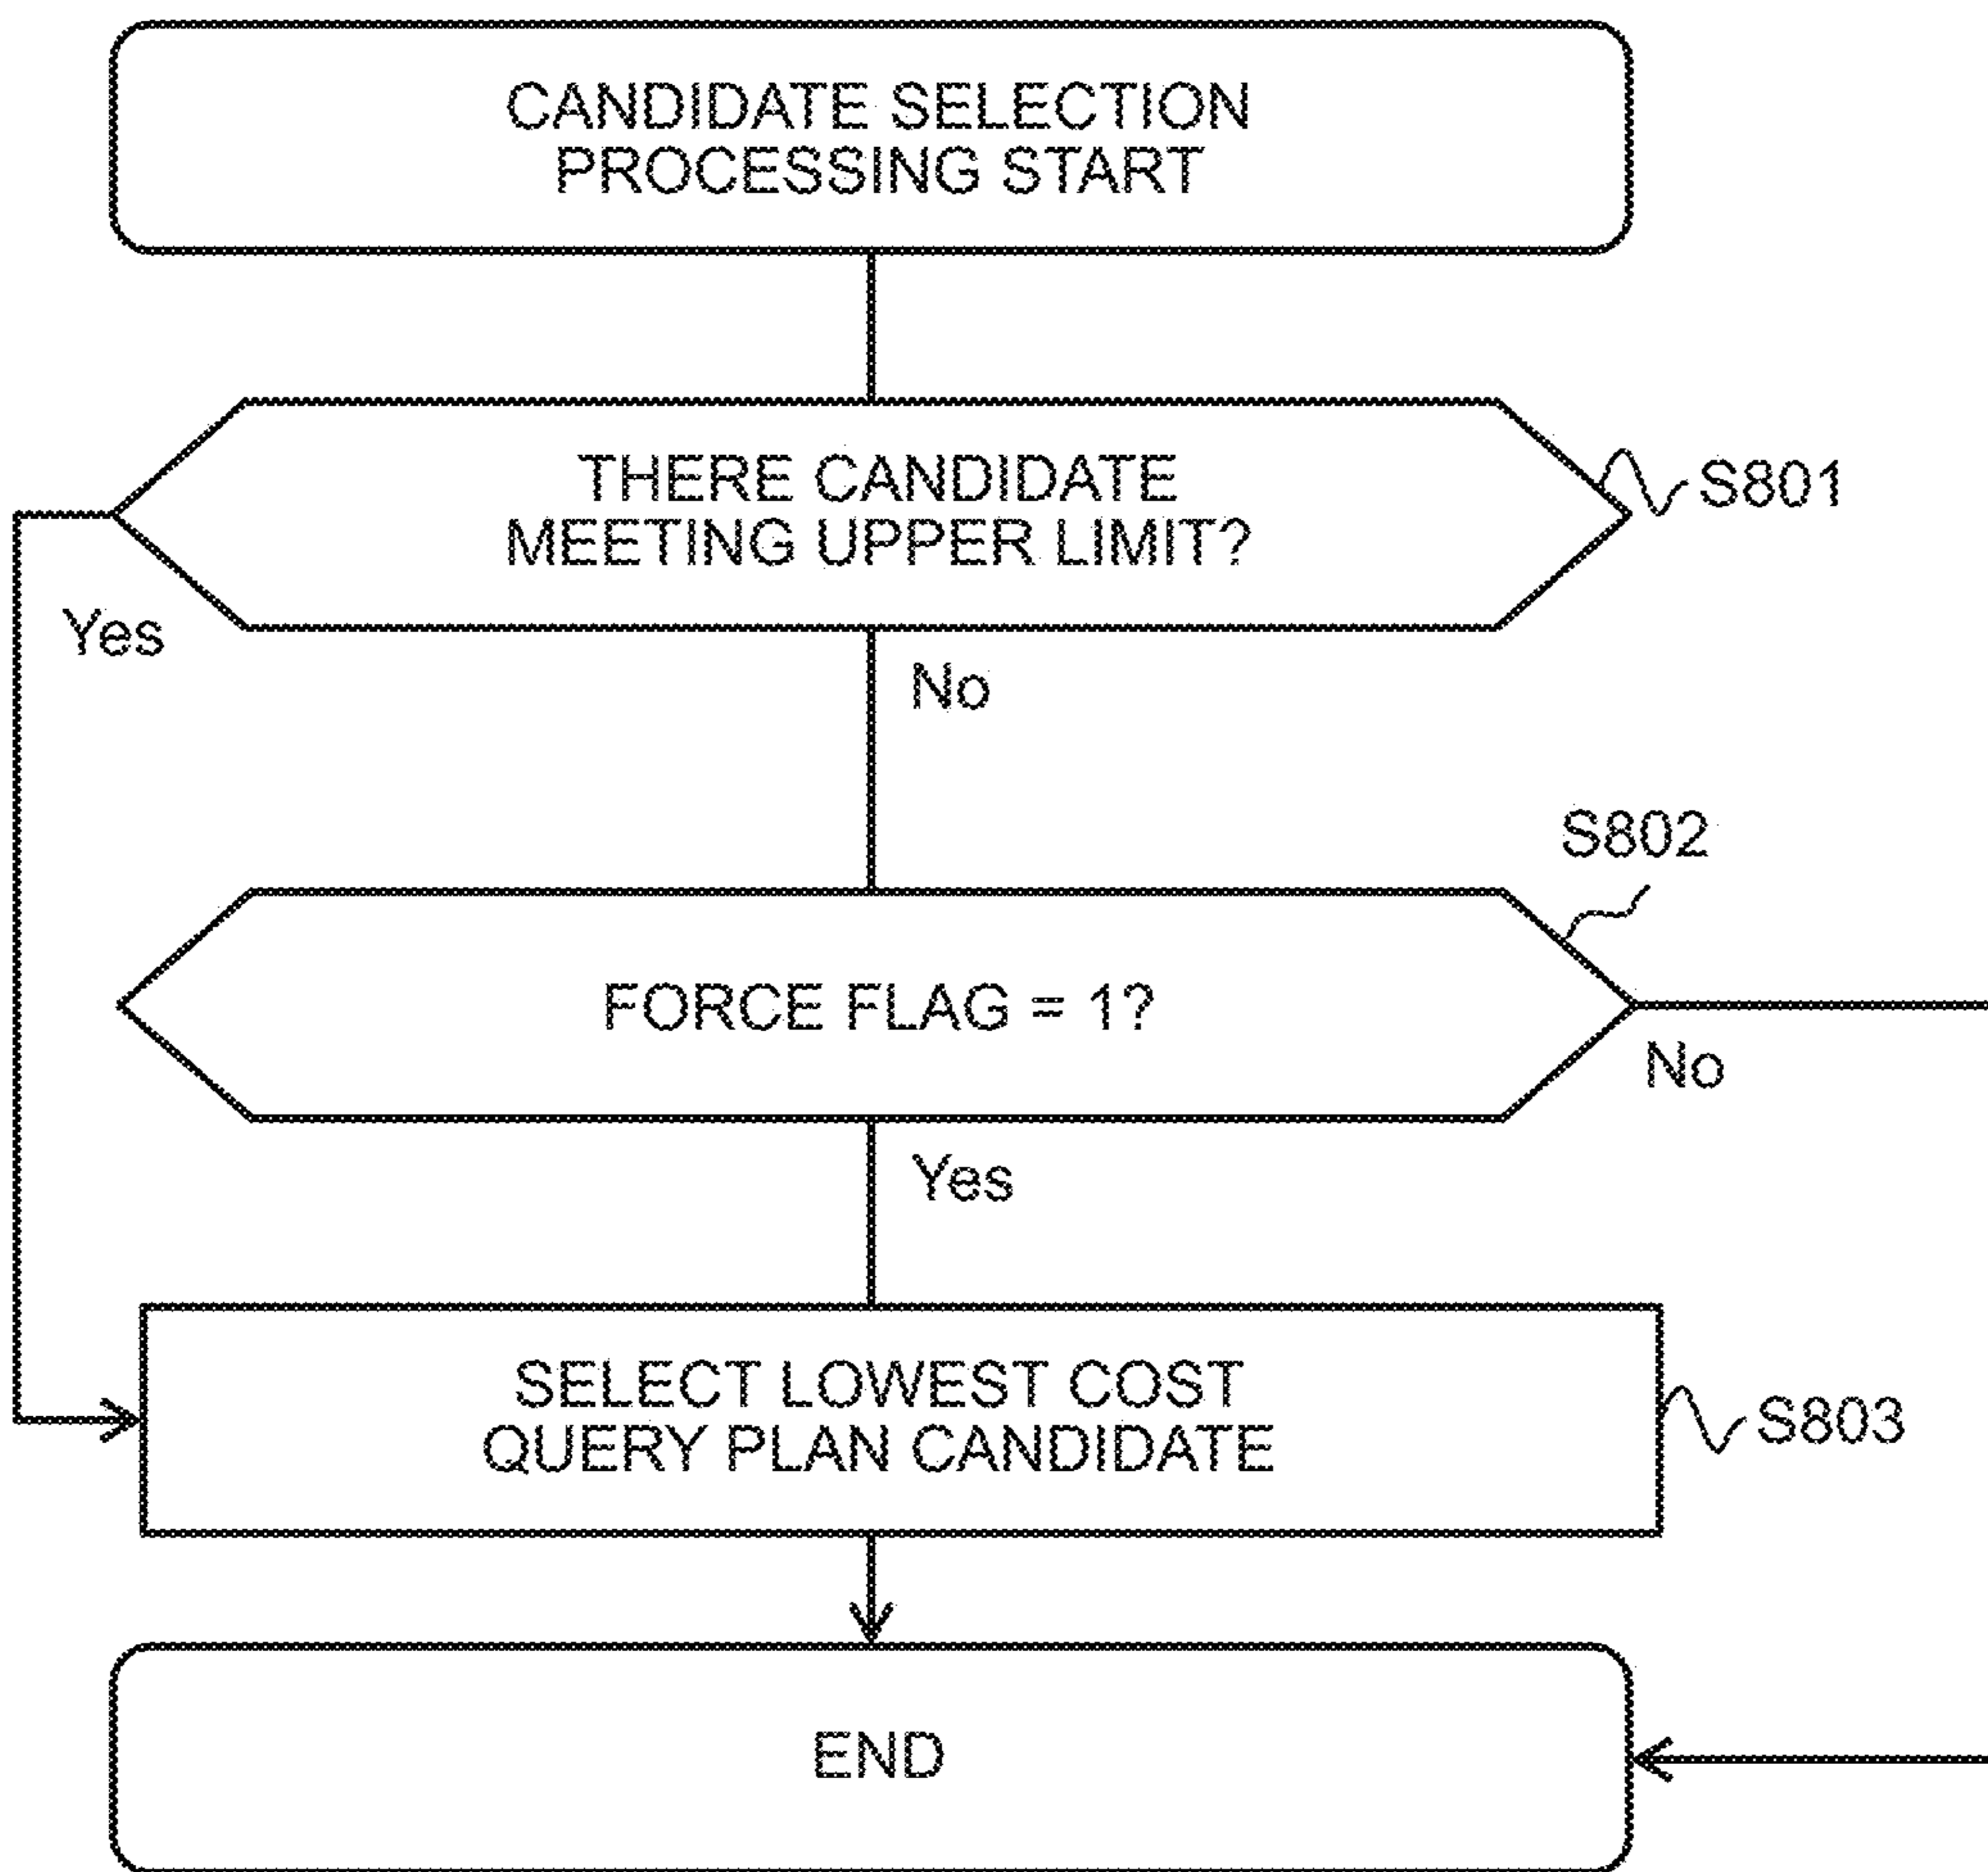 CANDIDATE SELECTION
PROCESSING START
THERE CANDIDATE
MEETING UPPER LIMIT?
S801
Yes
No
S802
FORCE FLAG = 1?
No
Yes
SELECT LOWEST COST
QUERY PLAN CANDIDATE
S803
END